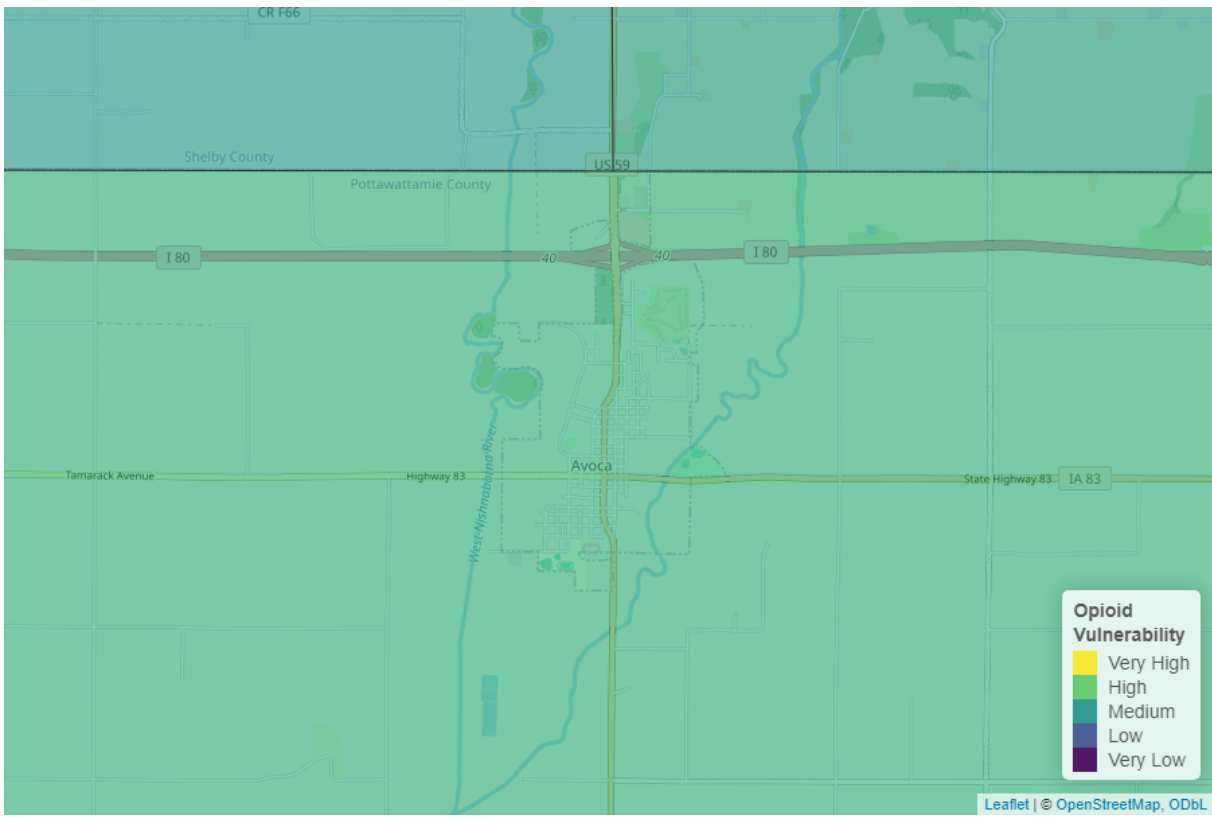 CR F66
Shelby County
US 59
Pottawattamie County
I 80
40
40
I 80
West Nishnabotna River
Avoca
Tamarack Avenue
Highway 83
State Highway 83
IA 83
Opioid
Vulnerability
Very High
High
Medium
Low
Very Low
Leaflet | © OpenStreetMap, ODbL